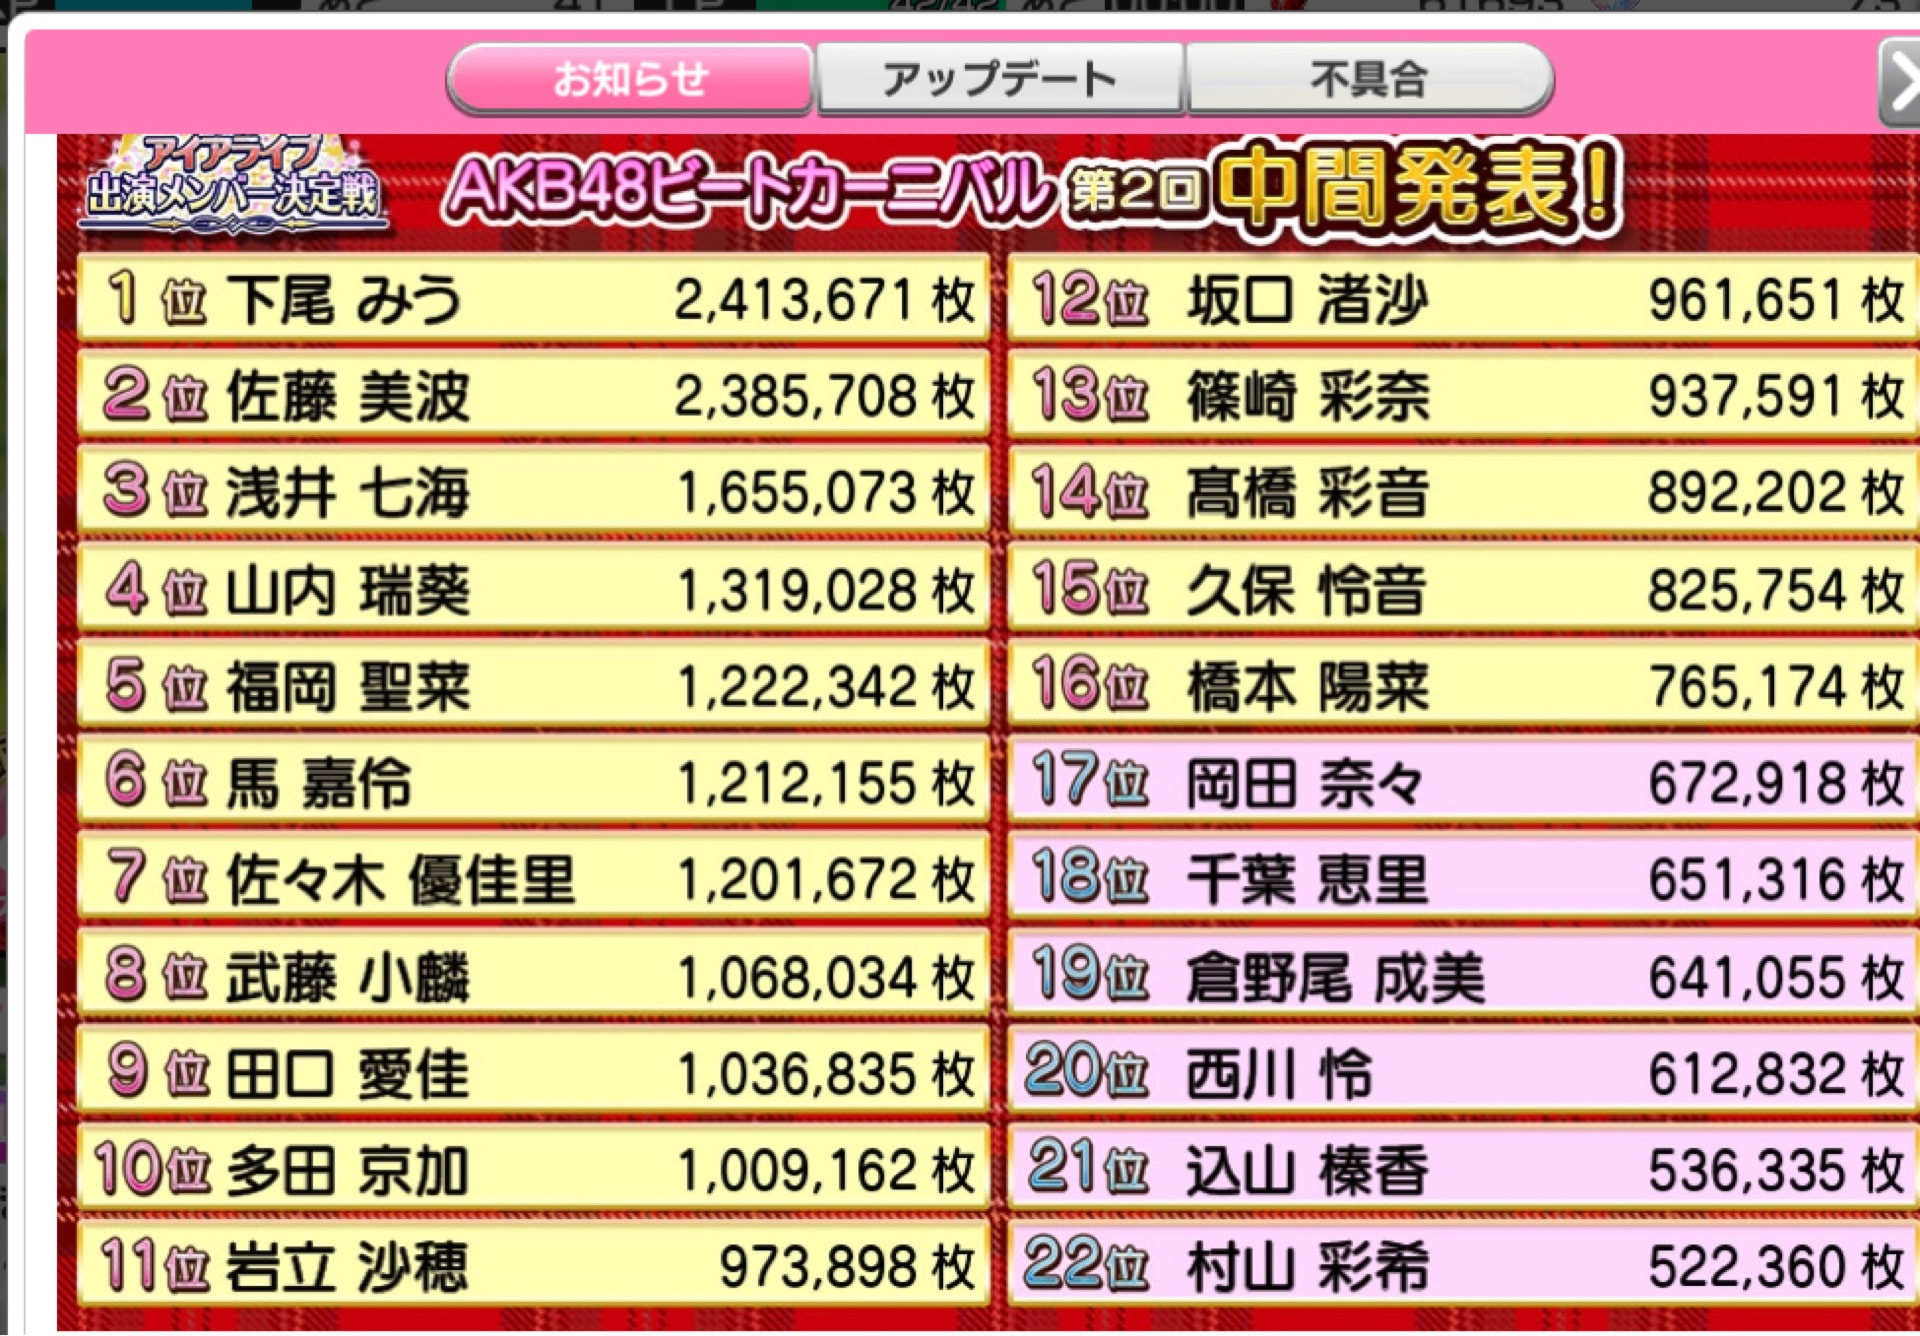 お知らせ
アップデート
不具合
アイアライブ
出演メンバー決定戦
AKB48ビートカーニバル 第2回 中間発表!
1位 下尾 みう 2,413,671 枚
2位 佐藤 美波 2,385,708 枚
3位 浅井 七海 1,655,073 枚
4位 山内 瑞葵 1,319,028 枚
5位 福岡 聖菜 1,222,342 枚
6位 馬 嘉伶 1,212,155 枚
7位 佐々木 優佳里 1,201,672 枚
8位 武藤 小麟 1,068,034 枚
9位 田口 愛佳 1,036,835 枚
10位 多田 京加 1,009,162 枚
11位 岩立 沙穂 973,898 枚
12位 坂口 渚沙 961,651 枚
13位 篠崎 彩奈 937,591 枚
14位 髙橋 彩音 892,202 枚
15位 久保 怜音 825,754 枚
16位 橋本 陽菜 765,174 枚
17位 岡田 奈々 672,918 枚
18位 千葉 恵里 651,316 枚
19位 倉野尾 成美 641,055 枚
20位 西川 怜 612,832 枚
21位 込山 榛香 536,335 枚
22位 村山 彩希 522,360 枚